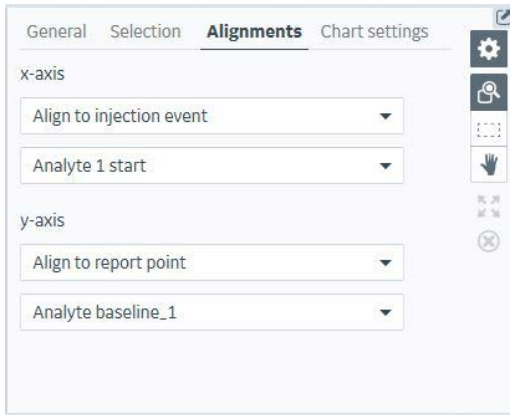 General Selection Alignments Chart settings
x-axis
Align to injection event
Analyte 1 start
y-axis
Align to report point
Analyte baseline_1